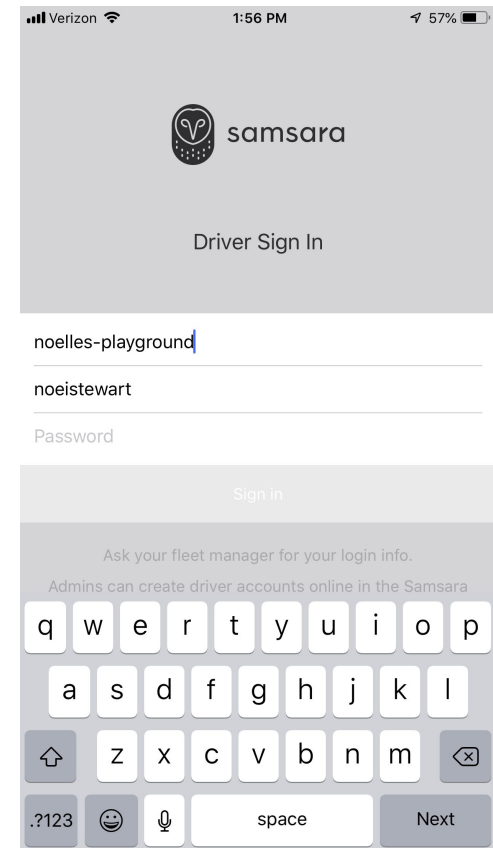 Verizon 1:56 PM 57%
samsara
Driver Sign In
noelles-playground
noeistewart
Password
Sign in
Ask your fleet manager for your login info.
Admins can create driver accounts online in the Samsara
q w e r t y u i o p
a s d f g h j k l
z x c v b n m
.?123 space Next